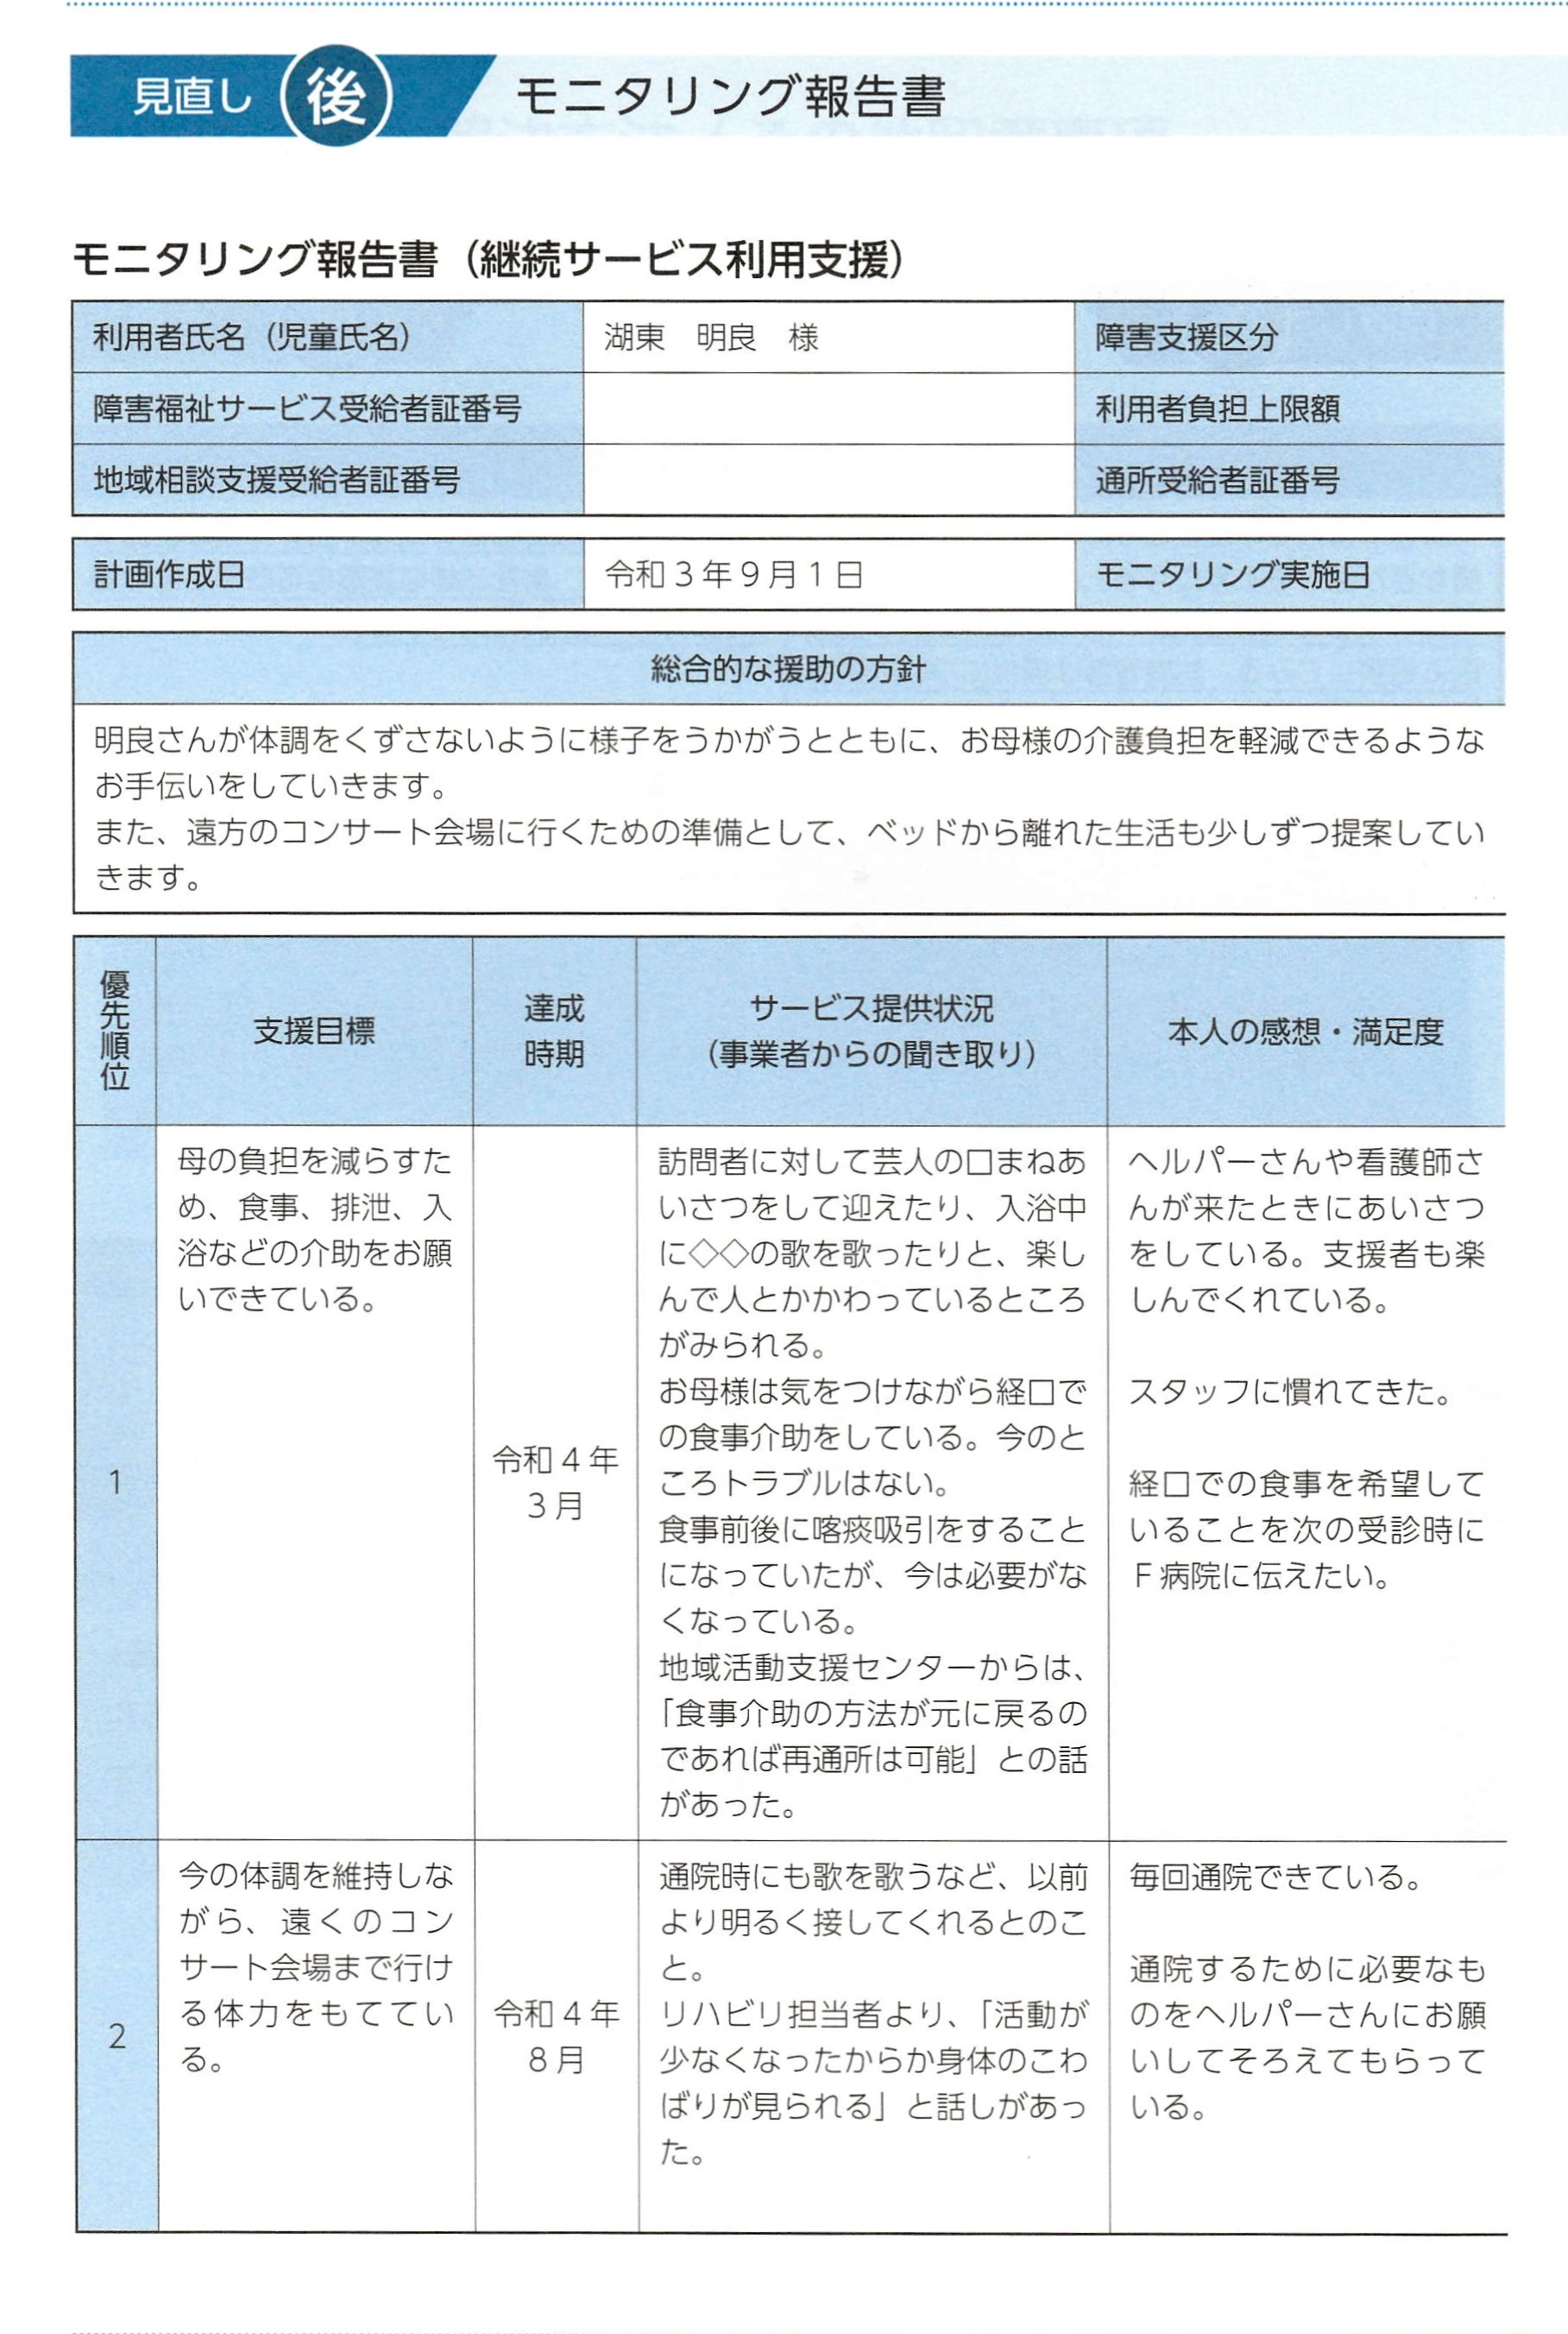 見直し 後 モニタリング報告書
モニタリング報告書（継続サービス利用支援）
利用者氏名（児童氏名） 湖東　明良　様 障害支援区分
障害福祉サービス受給者証番号 利用者負担上限額
地域相談支援受給者証番号 通所受給者証番号
計画作成日 令和３年９月１日 モニタリング実施日
総合的な援助の方針
明良さんが体調をくずさないように様子をうかがうとともに、お母様の介護負担を軽減できるような
お手伝いをしていきます。
また、遠方のコンサート会場に行くための準備として、ベッドから離れた生活も少しずつ提案してい
きます。
優先順位
支援目標
達成
時期
サービス提供状況
（事業者からの聞き取り）
本人の感想・満足度
1
母の負担を減らすた
め、食事、排泄、入
浴などの介助をお願
いできている。
令和４年
３月
訪問者に対して芸人の口まねあ
いさつをして迎えたり、入浴中
に◇◇の歌を歌ったりと、楽し
んで人とかかわっているところ
がみられる。
お母様は気をつけながら経口で
の食事介助をしている。今のと
ころトラブルはない。
食事前後に喀痰吸引をすること
になっていたが、今は必要がな
くなっている。
地域活動支援センターからは、
「食事介助の方法が元に戻るの
であれば再通所は可能」との話
があった。
ヘルパーさんや看護師さ
んが来たときにあいさつ
をしている。支援者も楽
しんでくれている。
スタッフに慣れてきた。
経口での食事を希望して
いることを次の受診時に
Ｆ病院に伝えたい。
2
今の体調を維持しな
がら、遠くのコン
サート会場まで行け
る体力をもててい
る。
令和４年
８月
通院時にも歌を歌うなど、以前
より明るく接してくれるとのこ
と。
リハビリ担当者より、「活動が
少なくなったからか身体のこわ
ばりが見られる」と話しがあっ
た。
毎回通院できている。
通院するために必要なも
のをヘルパーさんにお願
いしてそろえてもらって
いる。